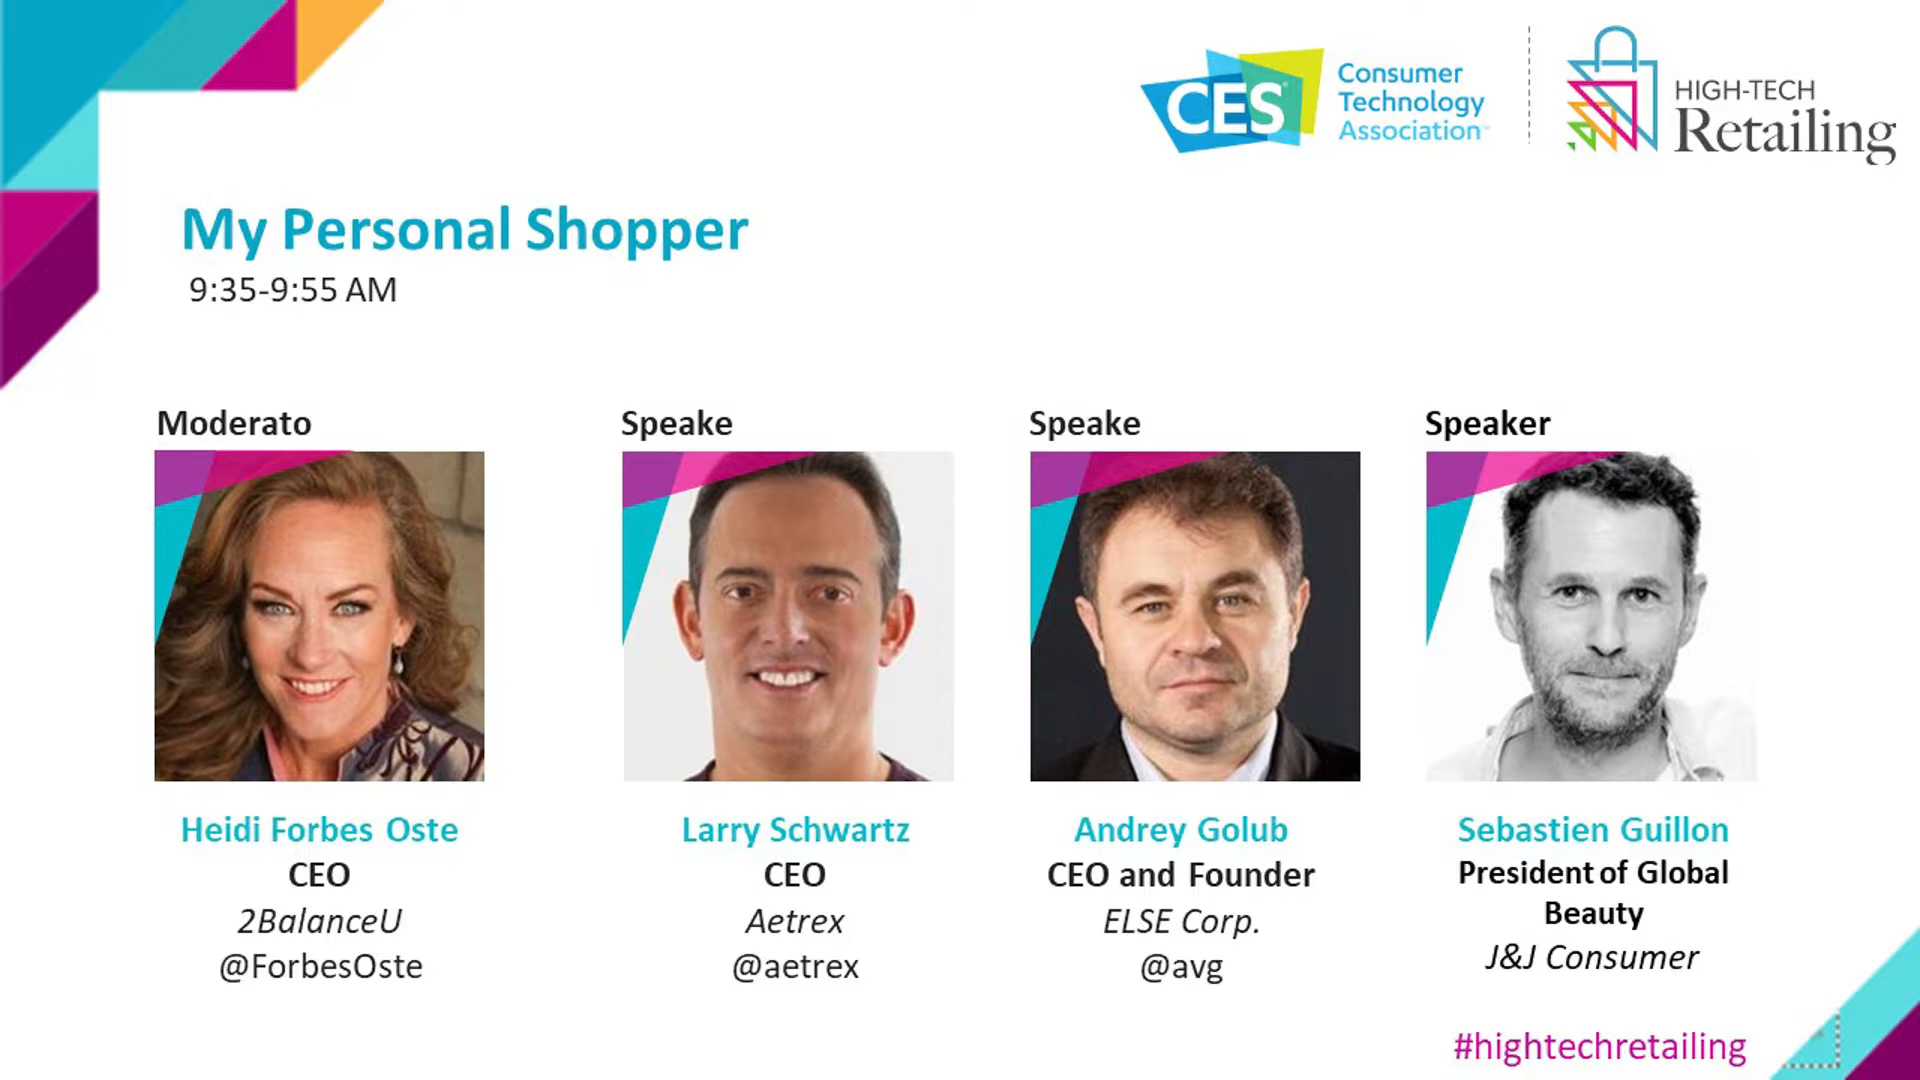 CES
Consumer
Technology
Association
HIGH-TECH
Retailing
My Personal Shopper
9:35-9:55 AM
Moderato
Speake
Speake
Speaker
Heidi Forbes Oste
CEO
2BalanceU
@ForbesOste
Larry Schwartz
CEO
Aetrex
@aetrex
Andrey Golub
CEO and Founder
ELSE Corp.
@avg
Sebastien Guillon
President of Global
Beauty
J&J Consumer
#hightechretailing